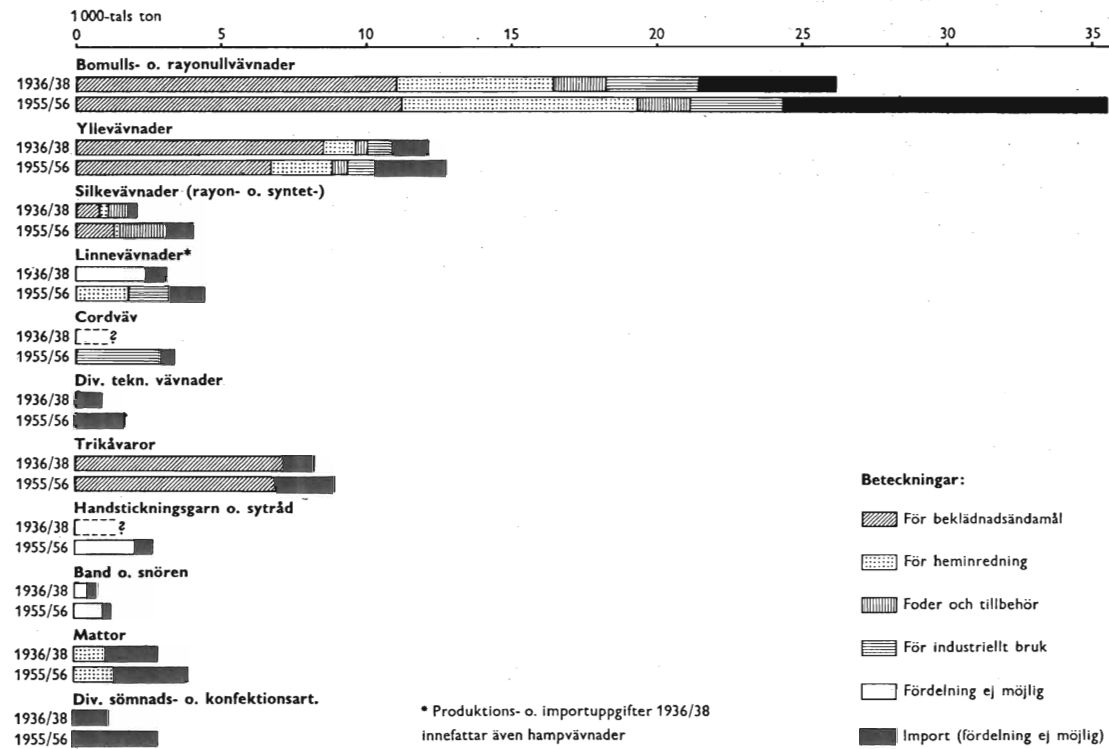 1000-tals ton
0 5 10 15 20 25 30 35
Bomulls- o. rayonullvävnader
1936/38
1955/56
Yllevävnader
1936/38
1955/56
Silkevävnader (rayon- o. syntet-)
1936/38
1955/56
Linnevävnader*
1936/38
1955/56
Cordväv
1936/38 ?
1955/56
Div. tekn. vävnader
1936/38
1955/56
Trikåvaror
1936/38
1955/56
Handstickningsgarn o. sytråd
1936/38 ?
1955/56
Band o. snören
1936/38
1955/56
Mattor
1936/38
1955/56
Div. sömnads- o. konfektionsart.
1936/38
1955/56
* Produktions- o. importuppgifter 1936/38
innefattar även hampvävnader
Beteckningar:
För beklädnadsändamål
För heminredning
Foder och tillbehör
För industriellt bruk
Fördelning ej möjlig
Import (fördelning ej möjlig)